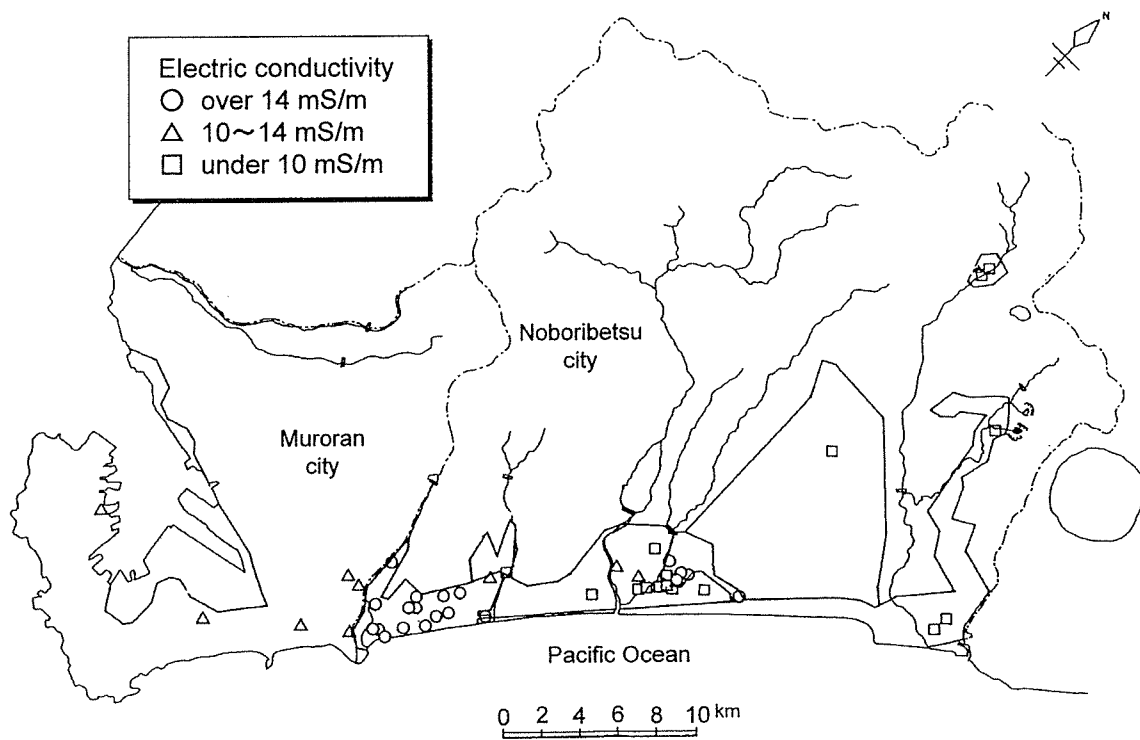 N
Electric conductivity
over 14 mS/m
10～14 mS/m
under 10 mS/m
Noboribetsu
city
Muroran
city
Pacific Ocean
0 2 4 6 8 10 km